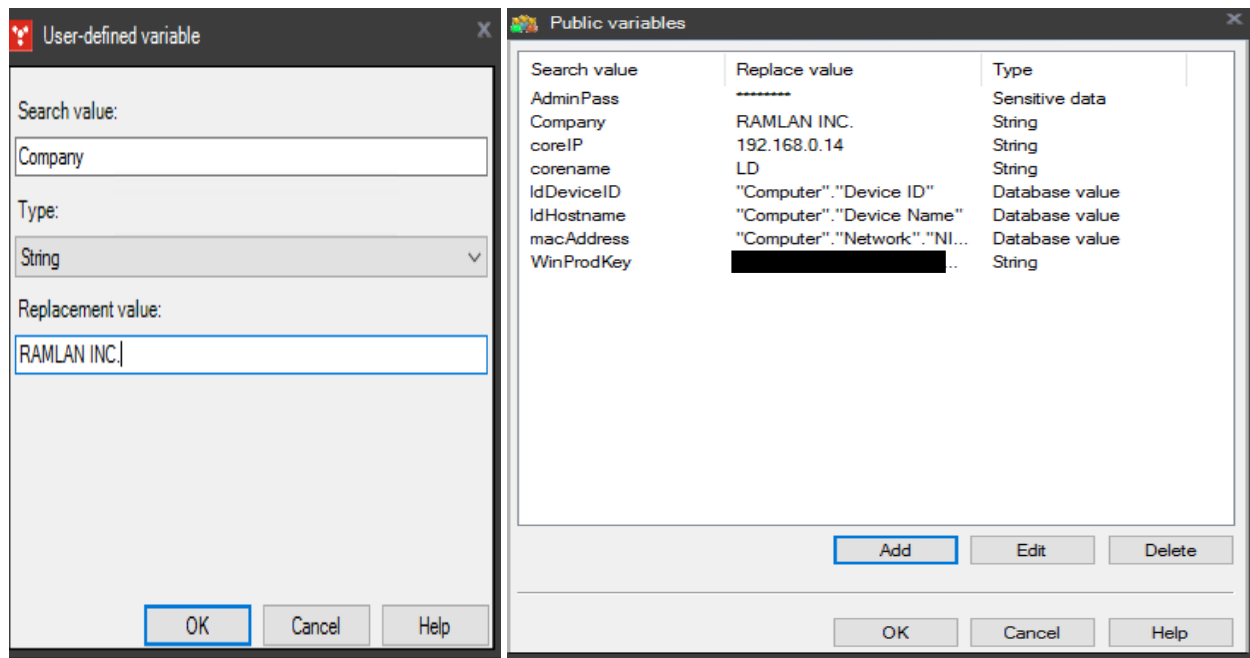 User-defined variable X
Search value:
Company
Type:
String
Replacement value:
RAMLAN INC.
OK Cancel Help
Public variables
Search value Replace value Type
AdminPass ******** Sensitive data
Company RAMLAN INC. String
coreIP 192.168.0.14 String
corename LD String
ldDeviceID "Computer"."Device ID" Database value
ldHostname "Computer"."Device Name" Database value
macAddress "Computer"."Network"."NI... Database value
WinProdKey ... String
Add Edit Delete
OK Cancel Help